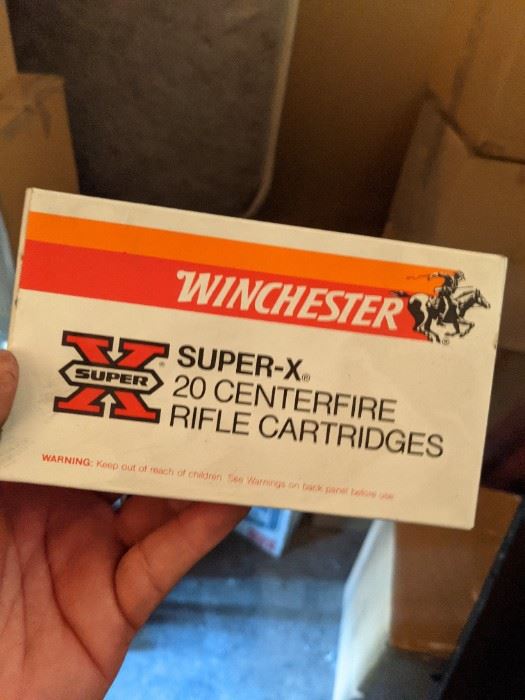 WINCHESTER®
SUPER
X®
SUPER-X®
20 CENTERFIRE
RIFLE CARTRIDGES
WARNING: Keep out of reach of children. See Warnings on back panel before use